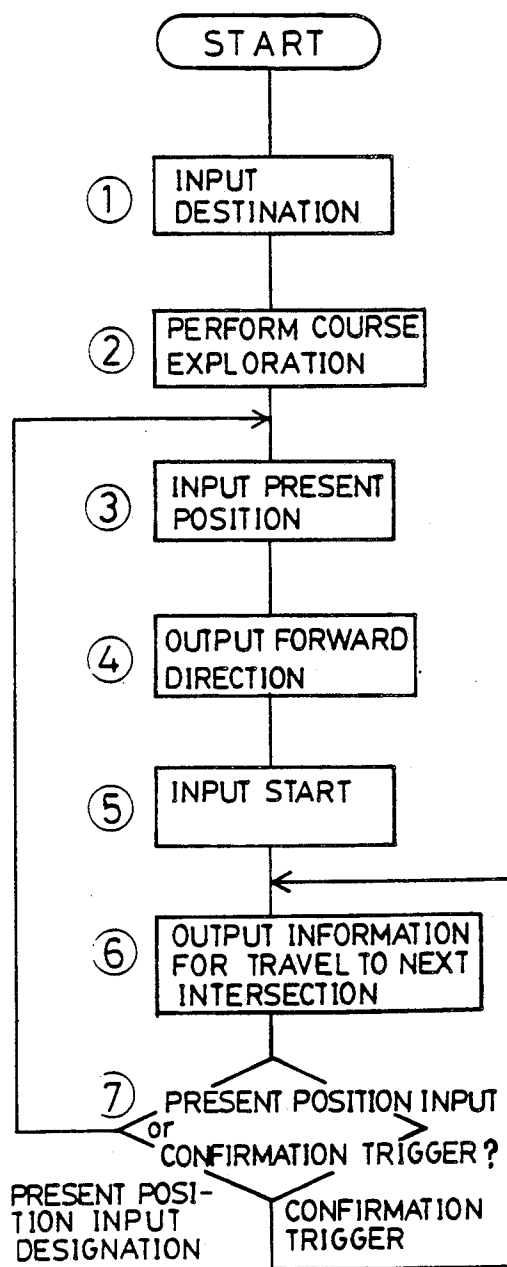 START
① INPUT
DESTINATION
② PERFORM COURSE
EXPLORATION
③ INPUT PRESENT
POSITION
④ OUTPUT FORWARD
DIRECTION
⑤ INPUT START
⑥ OUTPUT INFORMATION
FOR TRAVEL TO NEXT
INTERSECTION
⑦ PRESENT POSITION INPUT
or
CONFIRMATION TRIGGER?
PRESENT POSI-
TION INPUT
DESIGNATION
CONFIRMATION
TRIGGER